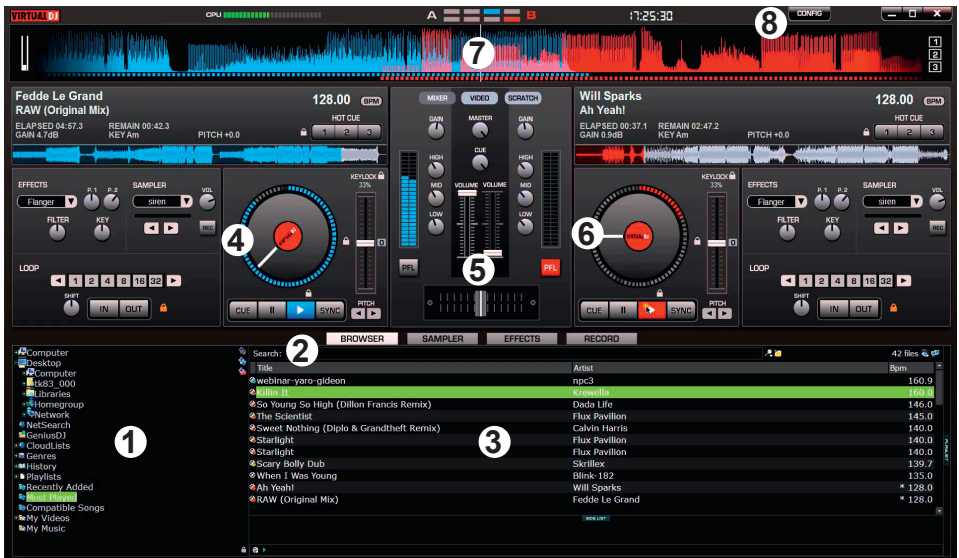 VIRTUAL DJ
CPU
A B
17:25:30
8
CONFIG
7
1
2
3
Fedde Le Grand
RAW (Original Mix)
128.00 BPM
ELAPSED 04:57.3 REMAIN 00:42.3
GAIN 4.7dB KEY Am PITCH +0.0
HOT CUE
1 2 3
MIXER VIDEO SCRATCH
GAIN MASTER GAIN
CUE
HIGH HIGH
MID VOLUME VOLUME MID
LOW LOW
PFL PFL
5
Will Sparks
Ah Yeah!
128.00 BPM
ELAPSED 00:37.1 REMAIN 02:47.2
GAIN 0.9dB KEY Am PITCH +0.0
HOT CUE
1 2 3
EFFECTS P. 1 P. 2 SAMPLER VOL
Flanger siren
FILTER KEY REC
LOOP
1 2 4 8 16 32
SHIFT IN OUT
4
KEYLOCK
33%
0
CUE II SYNC PITCH
6
KEYLOCK
33%
0
CUE II SYNC PITCH
EFFECTS P. 1 P. 2 SAMPLER VOL
Flanger siren
FILTER KEY REC
LOOP
1 2 4 8 16 32
SHIFT IN OUT
BROWSER SAMPLER EFFECTS RECORD
Computer
Desktop
Computer
tk83_000
Libraries
Homegroup
Network
NetSearch
GeniusDJ
CloudLists
Genres
History
Playlists
Recently Added
Most Played
Compatible Songs
My Videos
My Music
1
2
Search: 42 files
Title Artist Bpm
webinar-yaro-gideon npc3 160.9
Killin It Krewella 160.0
So Young So High (Dillon Francis Remix) Dada Life 146.0
The Scientist Flux Pavilion 145.0
Sweet Nothing (Diplo & Grandtheft Remix) Calvin Harris 140.0
Starlight Flux Pavilion 140.0
Starlight Flux Pavilion 140.0
Scary Bolly Dub Skrillex 139.7
When I Was Young Blink-182 135.0
Ah Yeah! Will Sparks * 128.0
RAW (Original Mix) Fedde Le Grand * 128.0
3
SIDE LIST
PLAYLIST